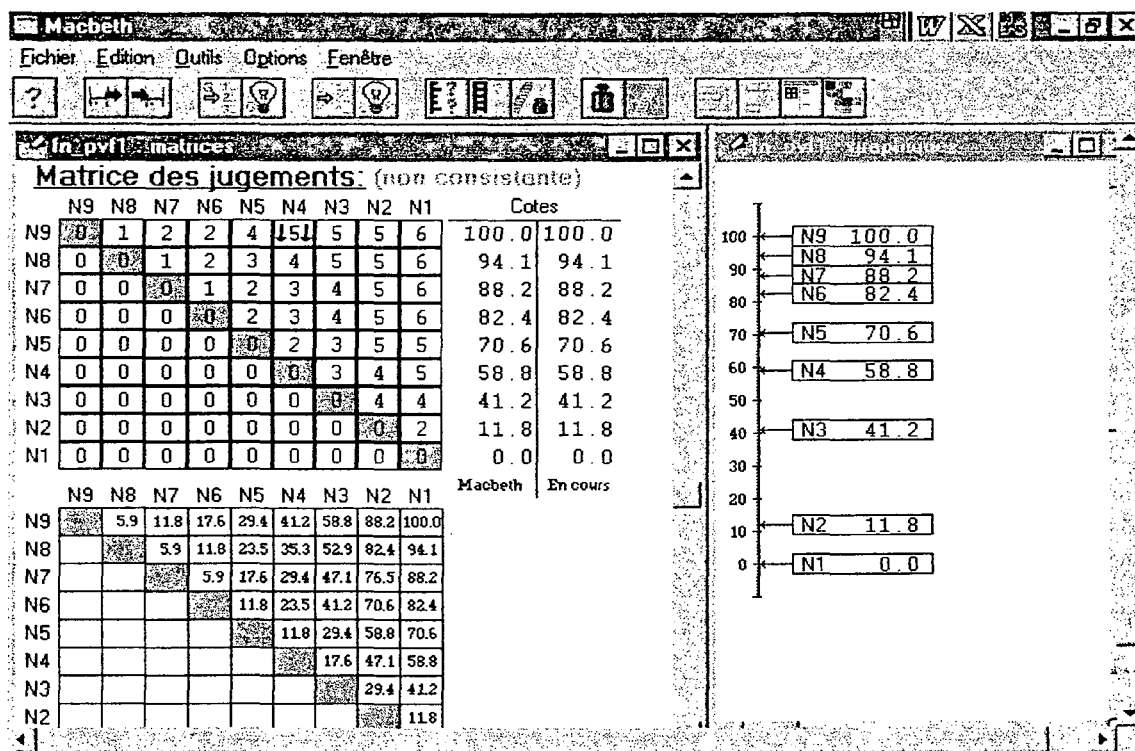 Macbeth
Fichier Edition Outils Options Fenêtre
fn_pvf1 : matrices
Matrice des jugements: (non consistante)
N9 N8 N7 N6 N5 N4 N3 N2 N1 Cotes
N9 0 1 2 2 4 ↓5↓ 5 5 6 100.0 100.0
N8 0 0 1 2 3 4 5 5 6 94.1 94.1
N7 0 0 0 1 2 3 4 5 6 88.2 88.2
N6 0 0 0 0 2 3 4 5 6 82.4 82.4
N5 0 0 0 0 0 2 3 5 5 70.6 70.6
N4 0 0 0 0 0 0 3 4 5 58.8 58.8
N3 0 0 0 0 0 0 0 4 4 41.2 41.2
N2 0 0 0 0 0 0 0 0 2 11.8 11.8
N1 0 0 0 0 0 0 0 0 0 0.0 0.0
Macbeth En cours
N9 N8 N7 N6 N5 N4 N3 N2 N1
N9 5.9 11.8 17.6 29.4 41.2 58.8 88.2 100.0
N8 5.9 11.8 23.5 35.3 52.9 82.4 94.1
N7 5.9 17.6 29.4 47.1 76.5 88.2
N6 11.8 23.5 41.2 70.6 82.4
N5 11.8 29.4 58.8 70.6
N4 17.6 47.1 58.8
N3 29.4 41.2
N2 11.8
100 N9 100.0
N8 94.1
90 N7 88.2
80 N6 82.4
70 N5 70.6
60 N4 58.8
50
40 N3 41.2
30
20
10 N2 11.8
0 N1 0.0